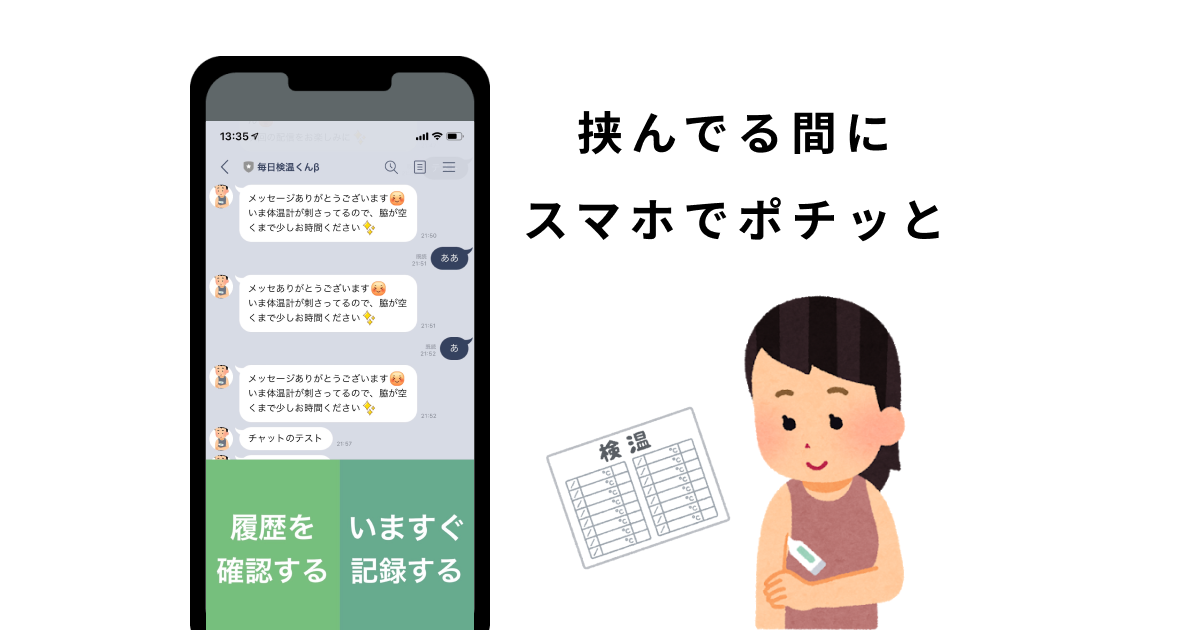 13:35
毎日検温くんβ
メッセージありがとうございます
いま体温計が刺さってるので、脇が空
くまで少しお時間ください
21:50
ああ
既読
21:51
メッセありがとうございます
いま体温計が刺さってるので、脇が空
くまで少しお時間ください
21:51
あ
既読
21:52
メッセージありがとうございます
いま体温計が刺さってるので、脇が空
くまで少しお時間ください
21:52
チャットのテスト
21:57
履歴を
確認する
いますぐ
記録する
挟んでる間に
スマホでポチッと
検温
℃
℃
℃
℃
℃
℃
℃
℃
℃
℃
℃
℃
℃
℃